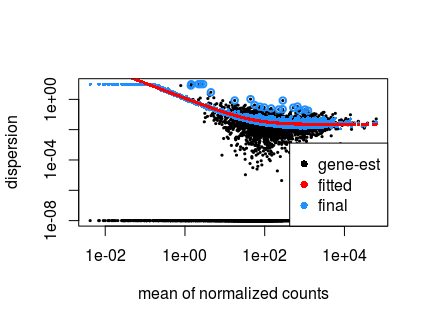 dispersion
1e+00
1e-04
1e-08
gene-est
fitted
final
1e-02 1e+00 1e+02 1e+04
mean of normalized counts